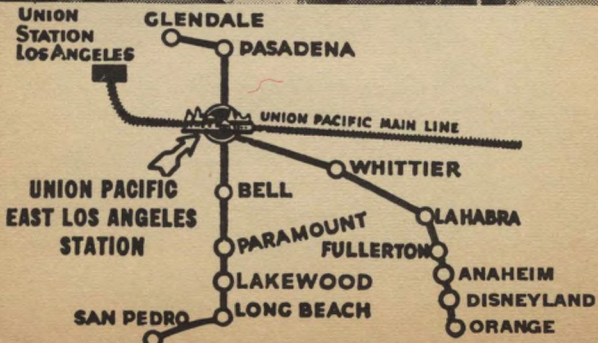 UNION
STATION
LOS ANGELES
GLENDALE
PASADENA
UNION PACIFIC MAIN LINE
UNION PACIFIC
EAST LOS ANGELES
STATION
WHITTIER
BELL
LA HABRA
PARAMOUNT
FULLERTON
ANAHEIM
LAKEWOOD
DISNEYLAND
LONG BEACH
SAN PEDRO
ORANGE